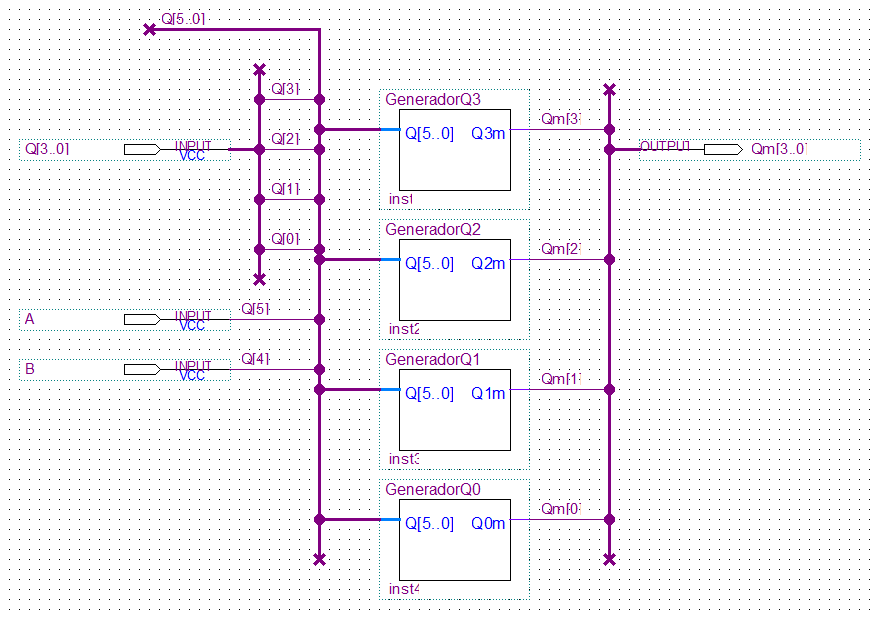 Q[5..0]
Q[3]
GeneradorQ3
Q[5..0] Q3m
Qm[3]
Q[3..0] INPUT
VCC
Q[2]
OUTPUT Qm[3..0]
Q[1]
inst
Q[0]
GeneradorQ2
Q[5..0] Q2m
Qm[2]
A INPUT
VCC
Q[5]
inst2
B INPUT
VCC
Q[4]
GeneradorQ1
Q[5..0] Q1m
Qm[1]
inst3
GeneradorQ0
Q[5..0] Q0m
Qm[0]
inst4